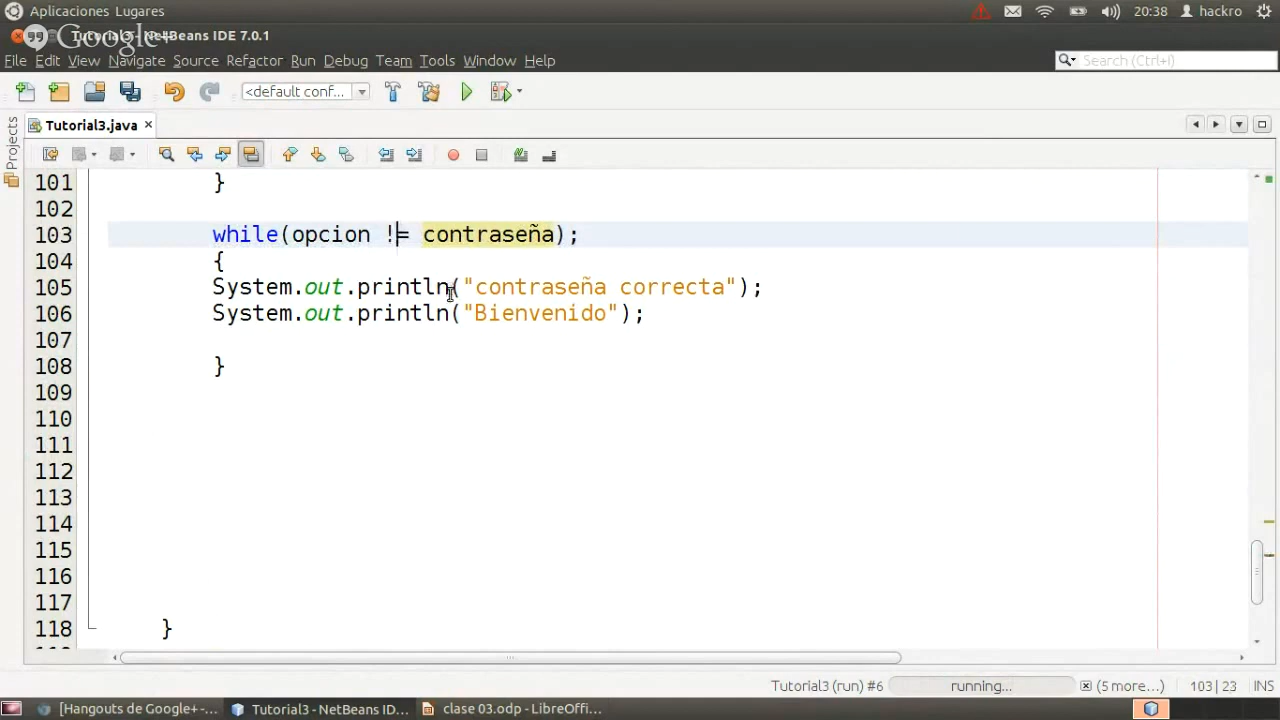 Aplicaciones Lugares
20:38 hackro
Google+
Tutorial3 - NetBeans IDE 7.0.1
File Edit View Navigate Source Refactor Run Debug Team Tools Window Help
Search (Ctrl+I)
<default conf...
Projects
Tutorial3.java
101 }
102
103 while(opcion != contraseña);
104 {
105 System.out.println("contraseña correcta");
106 System.out.println("Bienvenido");
107
108 }
109
110
111
112
113
114
115
116
117
118 }
Tutorial3 (run) #6 running... (5 more...) 103|23 INS
[Hangouts de Google+ -... Tutorial3 - NetBeans ID... clase 03.odp - LibreOffi...